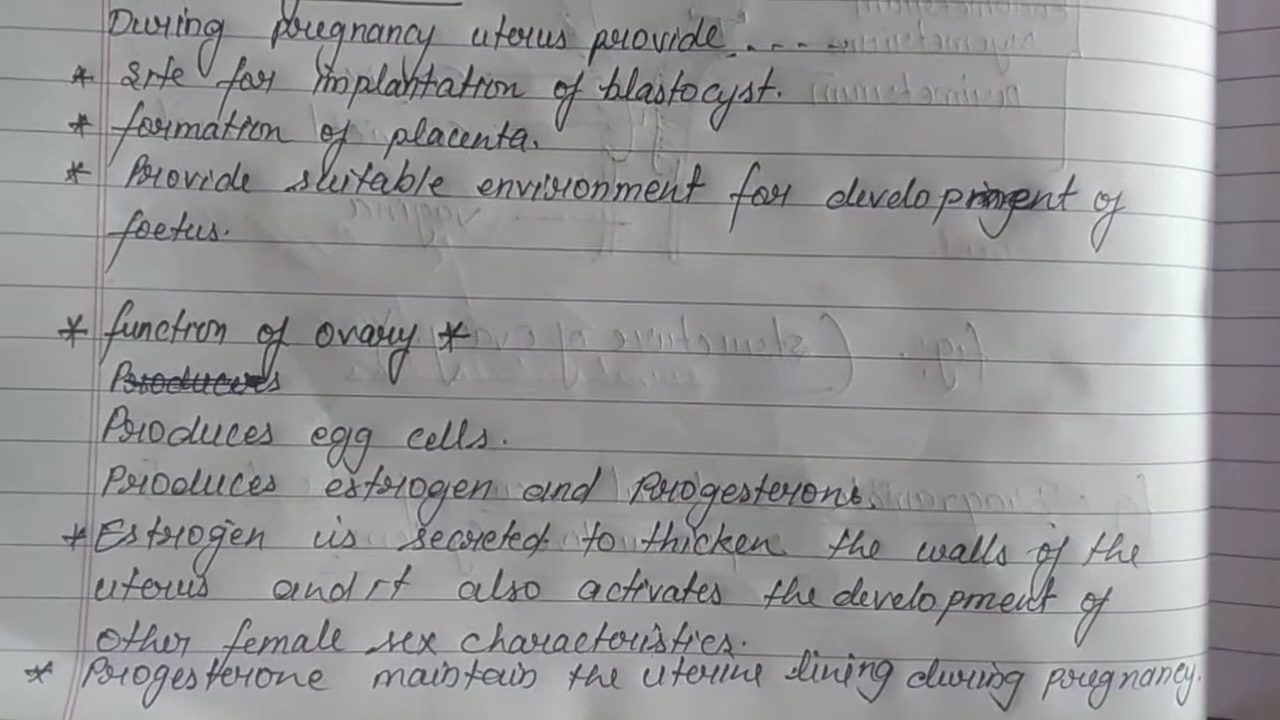 During pregnancy uterus provide .... 
* site for implantation of blastocyst.
* formation of placenta.
* Provide suitable environment for development of
foetus.
* function of ovary *
Produces
Produces egg cells.
Produces estrogen and Progesterone.
* Estrogen is secreted to thicken the walls of the
uterus and it also activates the development of
other female sex characteristics.
* Progesterone maintain the uterine lining during pregnancy.